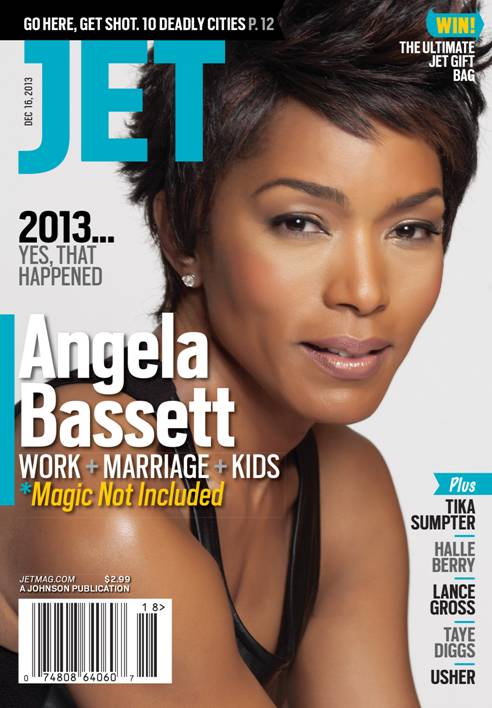 GO HERE, GET SHOT. 10 DEADLY CITIES P. 12
WIN!
THE ULTIMATE
JET GIFT
BAG
JET
DEC 16, 2013
2013...
YES, THAT
HAPPENED
Angela
Bassett
WORK + MARRIAGE + KIDS
*Magic Not Included
Plus
TIKA
SUMPTER
HALLE
BERRY
LANCE
GROSS
TAYE
DIGGS
USHER
JETMAG.COM $2.99
A JOHNSON PUBLICATION
1 8>
0 74808 64060 7